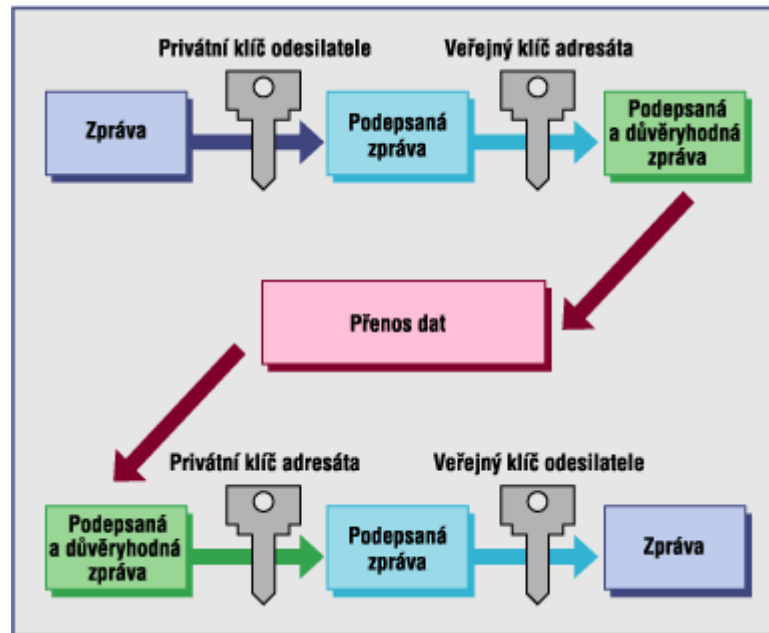 Privátní klíč odesilatele
Veřejný klíč adresáta
Zpráva
Podepsaná
zpráva
Podepsaná
a důvěryhodná
zpráva
Přenos dat
Privátní klíč adresáta
Veřejný klíč odesilatele
Podepsaná
a důvěryhodná
zpráva
Podepsaná
zpráva
Zpráva